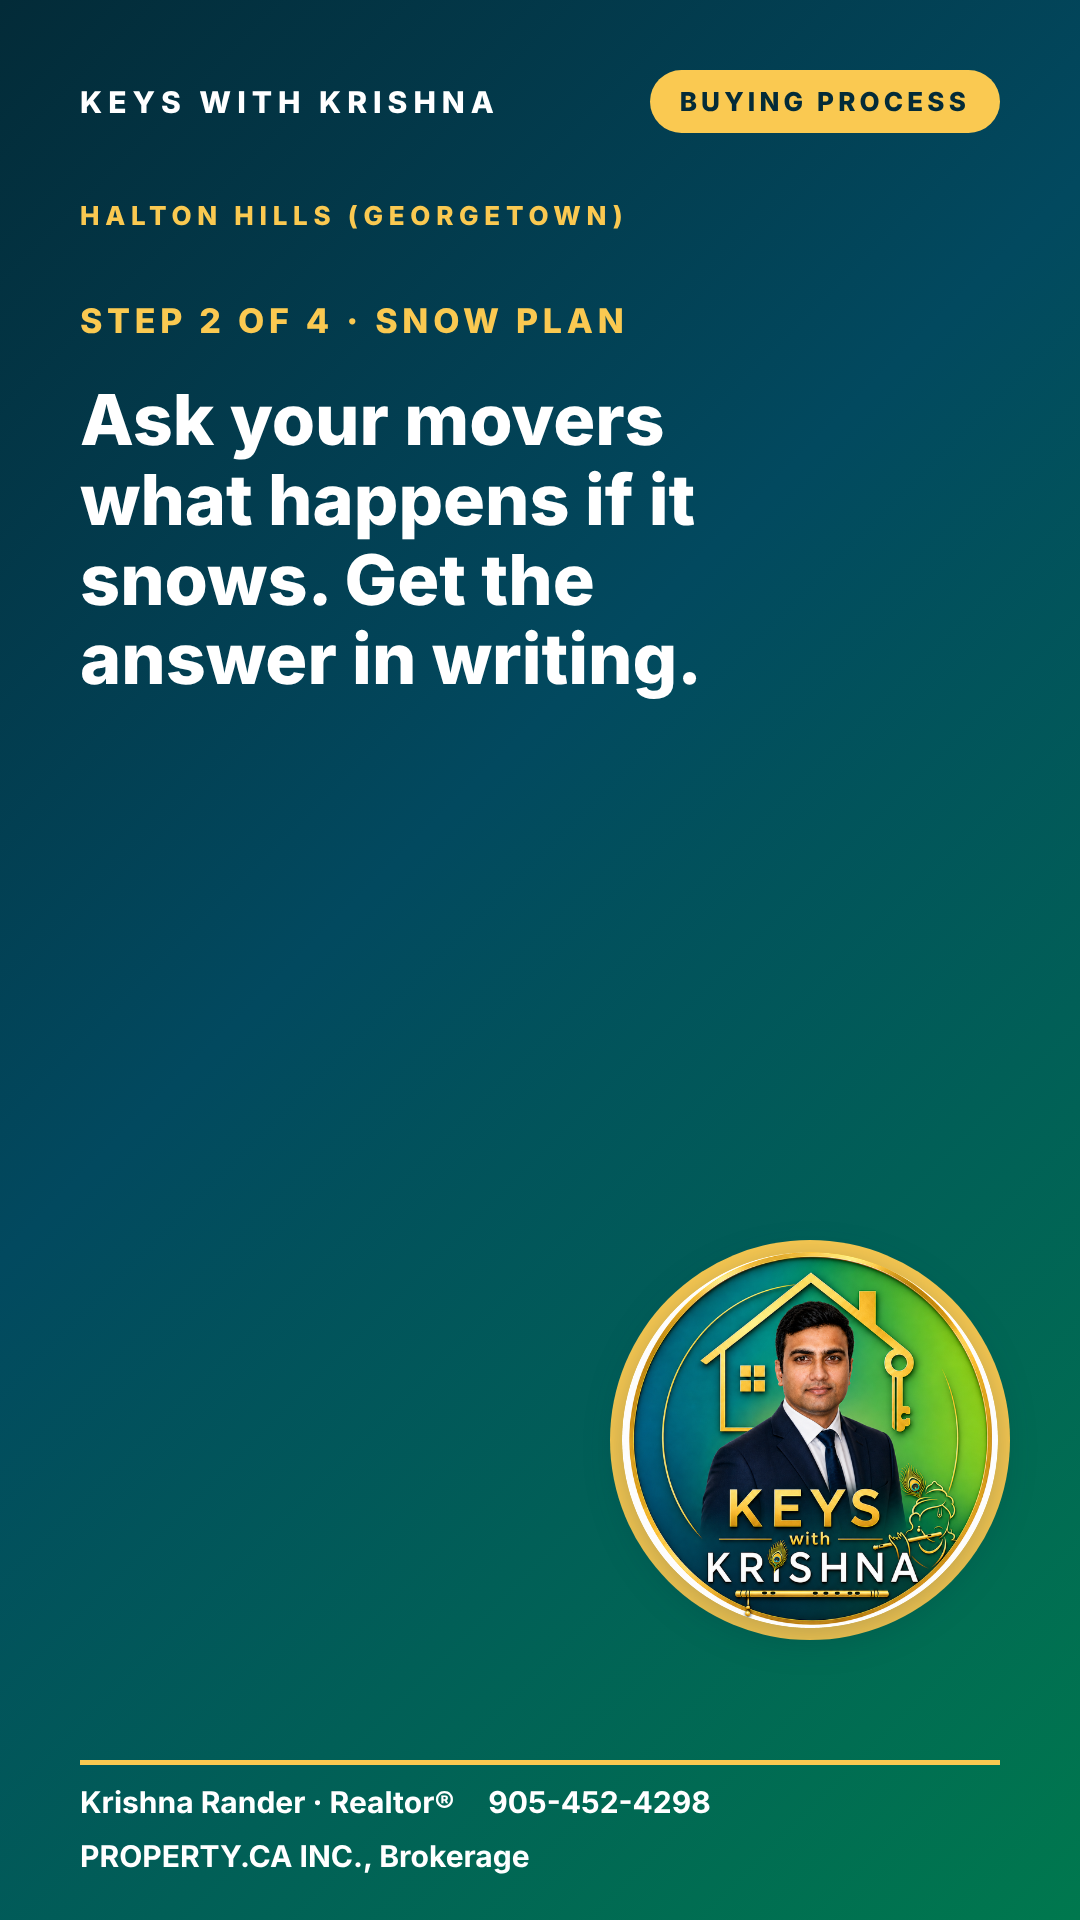 KEYS WITH KRISHNA
BUYING PROCESS
HALTON HILLS (GEORGETOWN)
STEP 2 OF 4 · SNOW PLAN
Ask your movers
what happens if it
snows. Get the
answer in writing.
KEYS
with
KRISHNA
Krishna Rander · Realtor® 905-452-4298
PROPERTY.CA INC., Brokerage